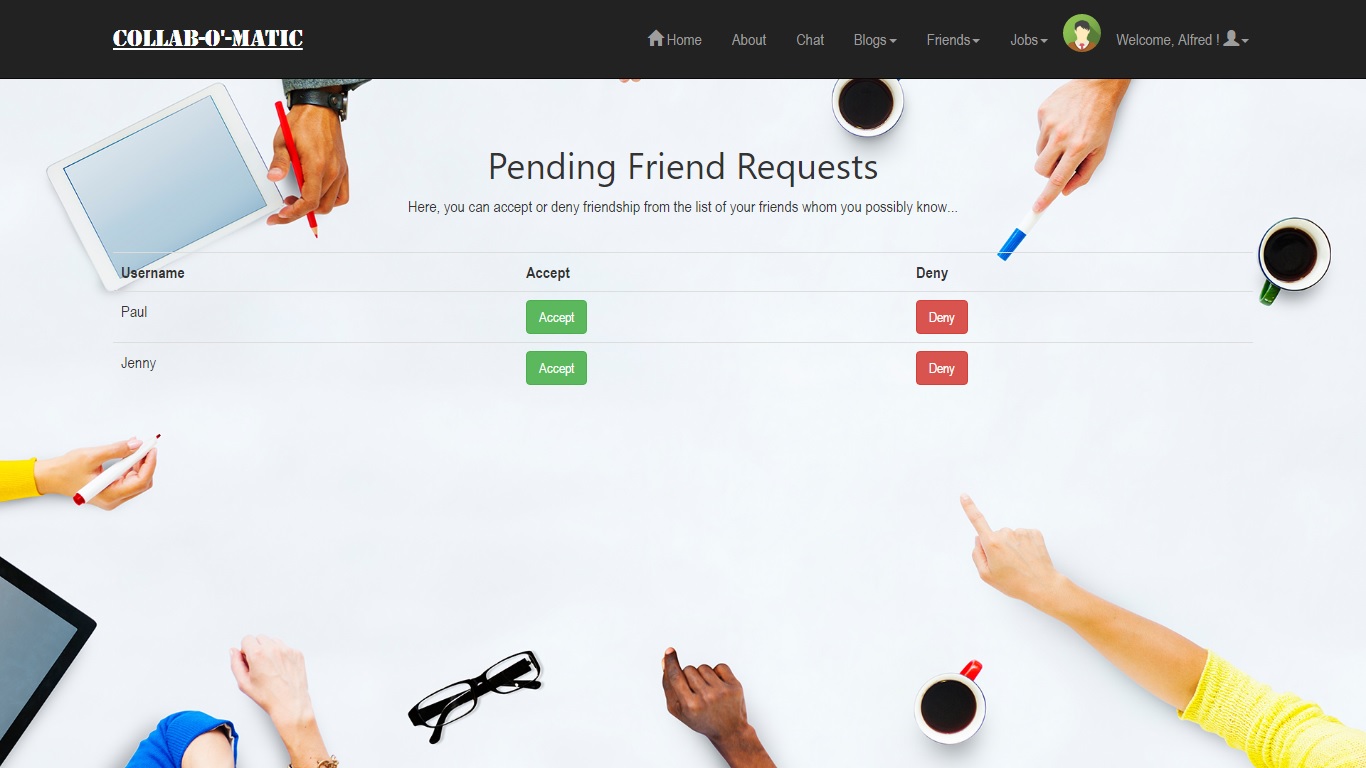 COLLAB-O'-MATIC
Home About Chat Blogs Friends Jobs Welcome, Alfred !
Pending Friend Requests
Here, you can accept or deny friendship from the list of your friends whom you possibly know...
Username Accept Deny
Paul Accept Deny
Jenny Accept Deny